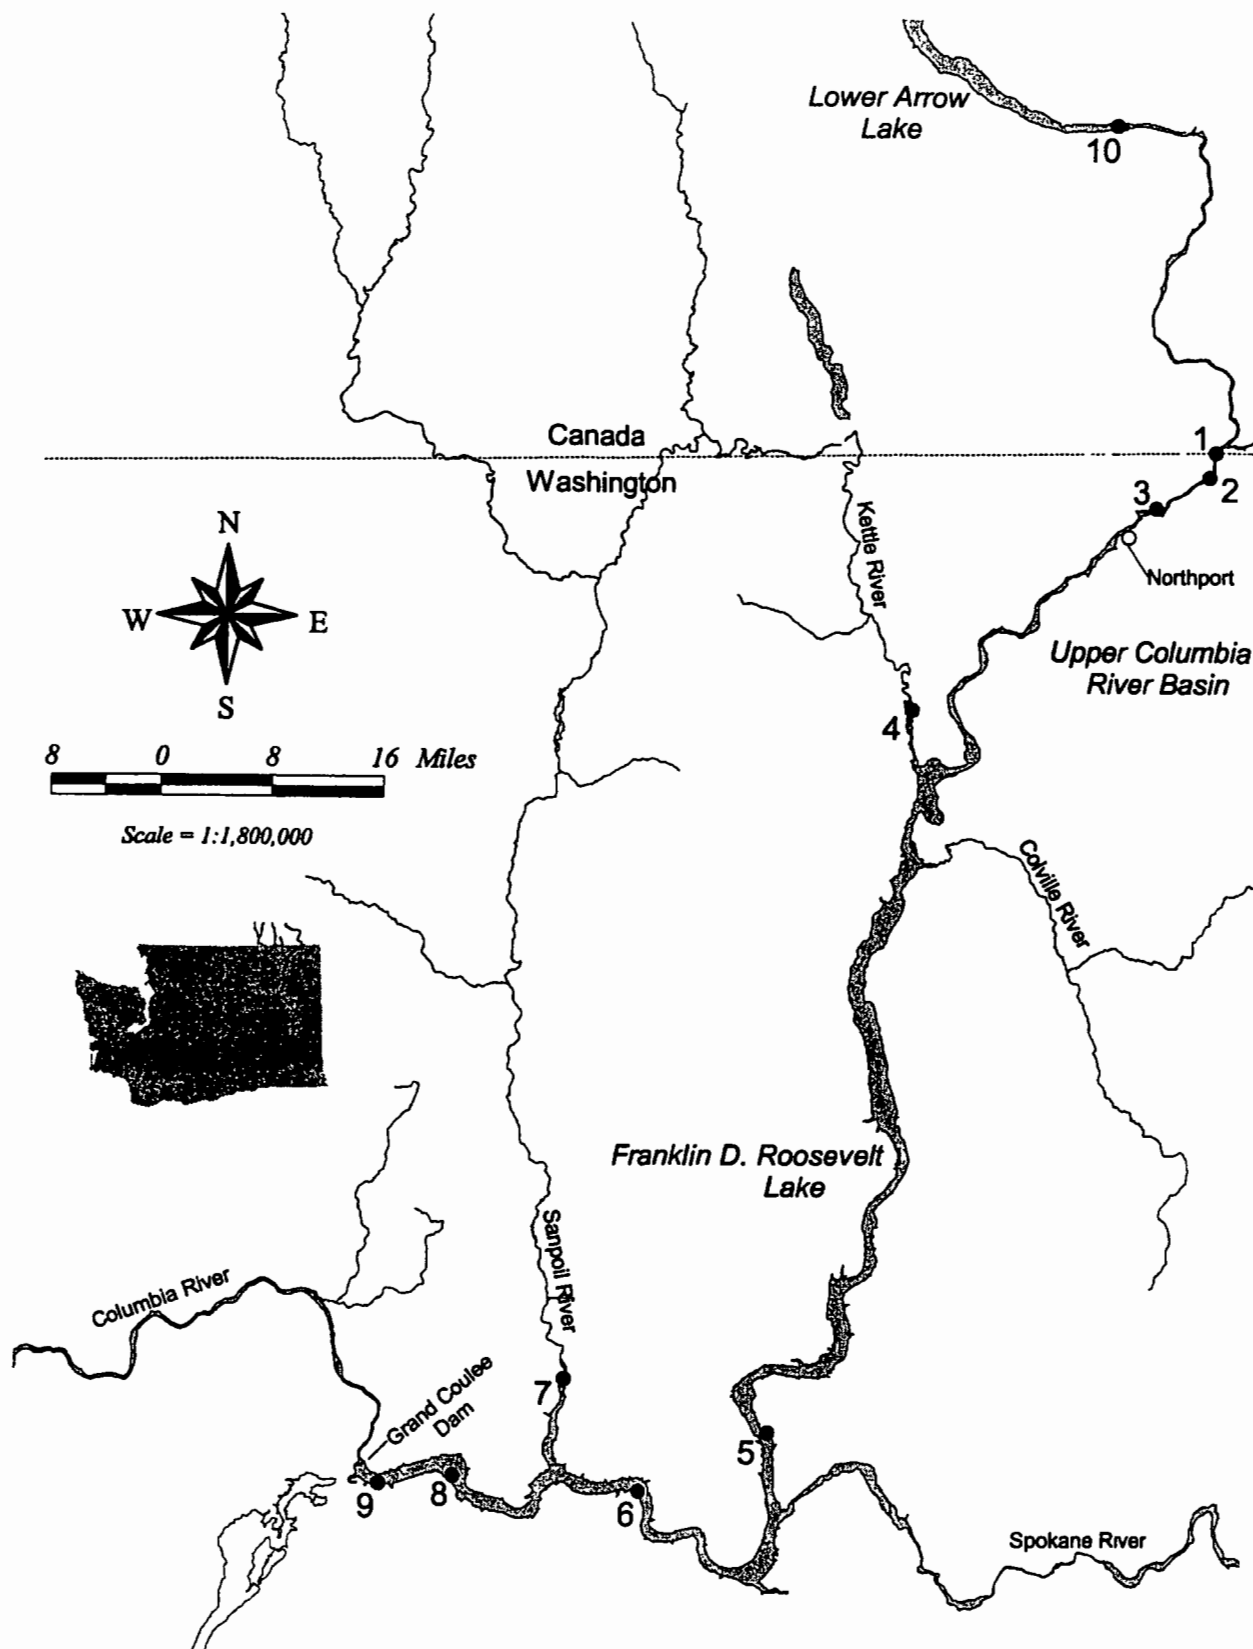 Lower Arrow
Lake
10
Canada
Washington
1
2
3
Northport
Kettle River
N
W
E
S
Upper Columbia
River Basin
4
8 0 8 16 Miles
Scale = 1:1,800,000
Colville River
Franklin D. Roosevelt
Lake
Sanpoil River
Columbia River
Grand Coulee
Dam
7
5
9
8
6
Spokane River